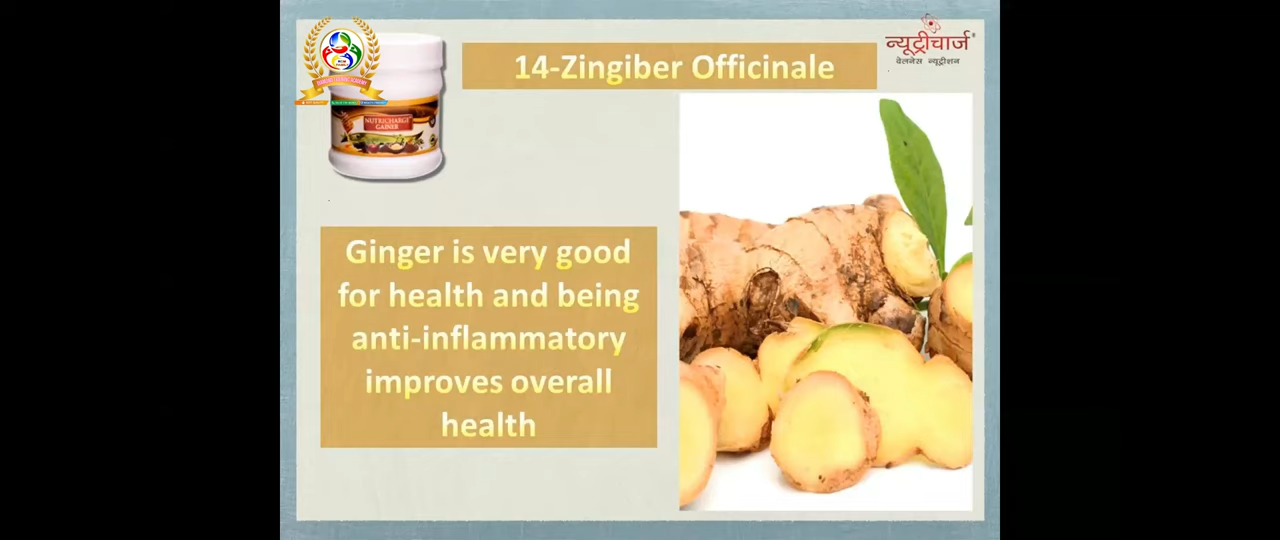 14-Zingiber Officinale
न्यूट्रीचार्ज®
वेलनेस न्यूट्रीशन
NUTRICHARGE
GAINER
Ginger is very good
for health and being
anti-inflammatory
improves overall
health